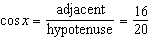 cos x = adjacent / hypotenuse = 16 / 20